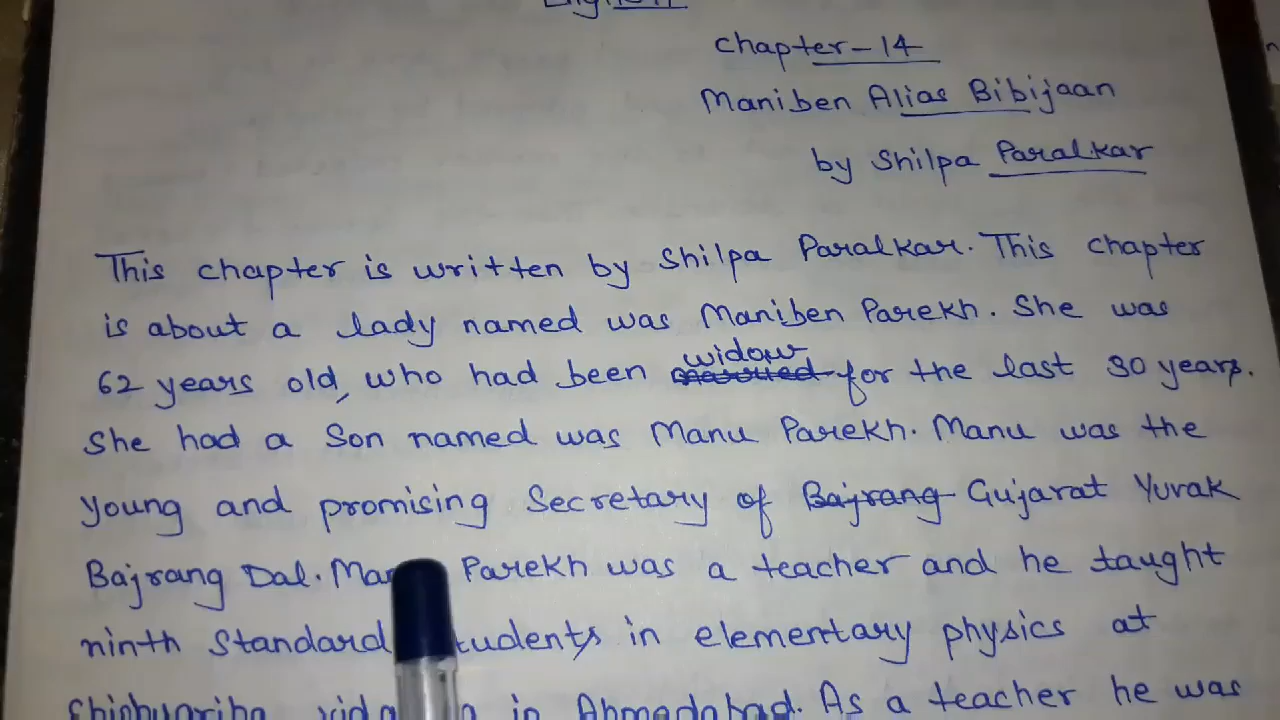 Chapter-14
Maniben Alias Bibijaan
by Shilpa Paralkar
This chapter is written by Shilpa Paralkar. This chapter
is about a lady named was Maniben Parekh. She was
62 years old, who had been widow for the last 30 years.
She had a Son named was Manu Parekh. Manu was the
young and promising Secretary of Bajrang Gujarat Yuvak
Bajrang Dal. Parekh was a teacher and he taught
ninth Standard students in elementary physics at
in Ahmedabad. As a teacher he was